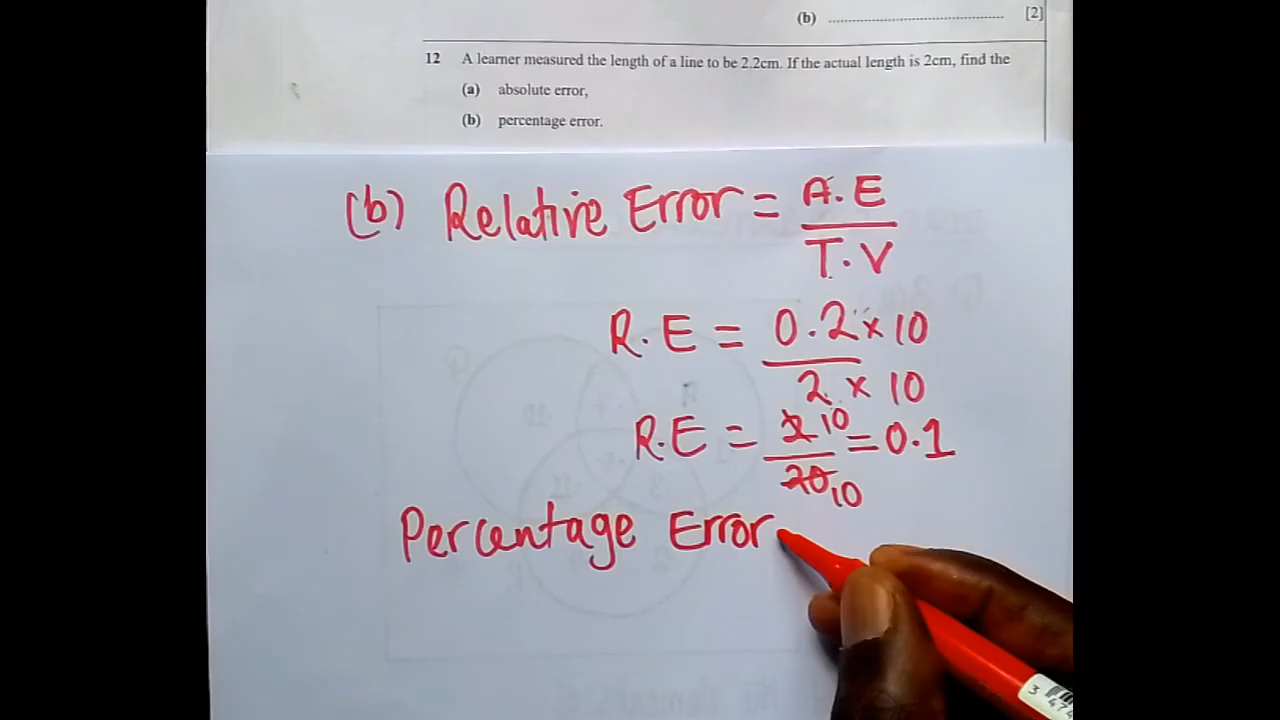 (b) ........................................ [2]
12 A learner measured the length of a line to be 2.2cm. If the actual length is 2cm, find the
(a) absolute error,
(b) percentage error.
(b) Relative Error = A.E / T.V
R.E = 0.2 × 10 / 2 × 10
R.E = 2 10 / 20 10 = 0.1
Percentage Error